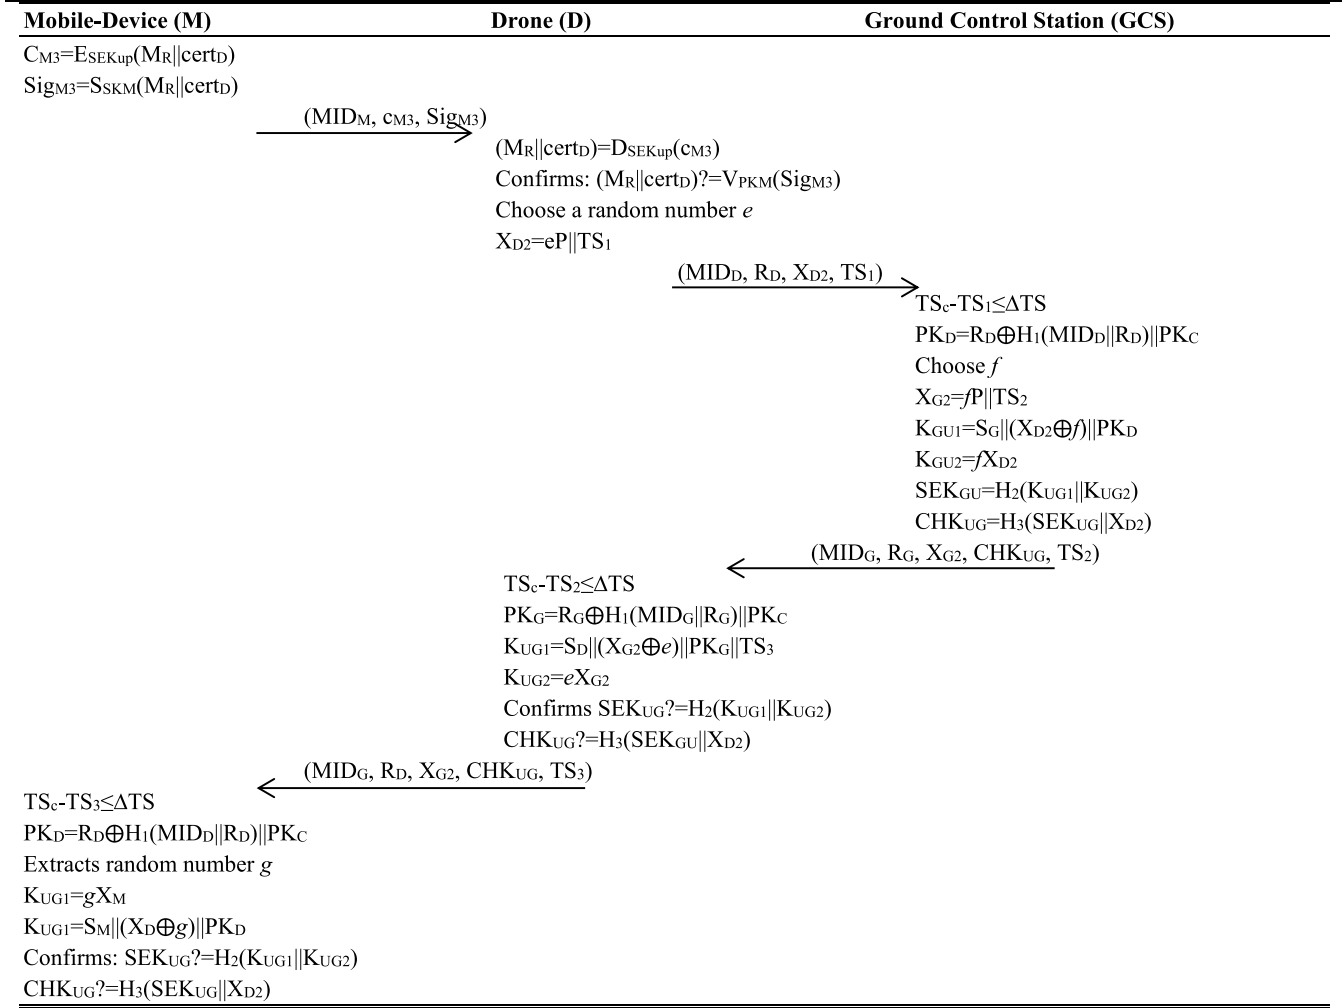 Mobile-Device (M) Drone (D) Ground Control Station (GCS)
CM3=ESEKup(MR||certD)
SigM3=SSKM(MR||certD)
(MIDM, cM3, SigM3)
(MR||certD)=DSEKup(cM3)
Confirms: (MR||certD)?=VPKM(SigM3)
Choose a random number e
XD2=eP||TS1
(MIDD, RD, XD2, TS1)
TSc-TS1≤ΔTS
PKD=RD⊕H1(MIDD||RD)||PKC
Choose f
XG2=fP||TS2
KGU1=SG||(XD2⊕f)||PKD
KGU2=fXD2
SEKGU=H2(KUG1||KUG2)
CHKUG=H3(SEKUG||XD2)
(MIDG, RG, XG2, CHKUG, TS2)
TSc-TS2≤ΔTS
PKG=RG⊕H1(MIDG||RG)||PKC
KUG1=SD||(XG2⊕e)||PKG||TS3
KUG2=eXG2
Confirms SEKUG?=H2(KUG1||KUG2)
CHKUG?=H3(SEKGU||XD2)
(MIDG, RD, XG2, CHKUG, TS3)
TSc-TS3≤ΔTS
PKD=RD⊕H1(MIDD||RD)||PKC
Extracts random number g
KUG1=gXM
KUG1=SM||(XD⊕g)||PKD
Confirms: SEKUG?=H2(KUG1||KUG2)
CHKUG?=H3(SEKUG||XD2)